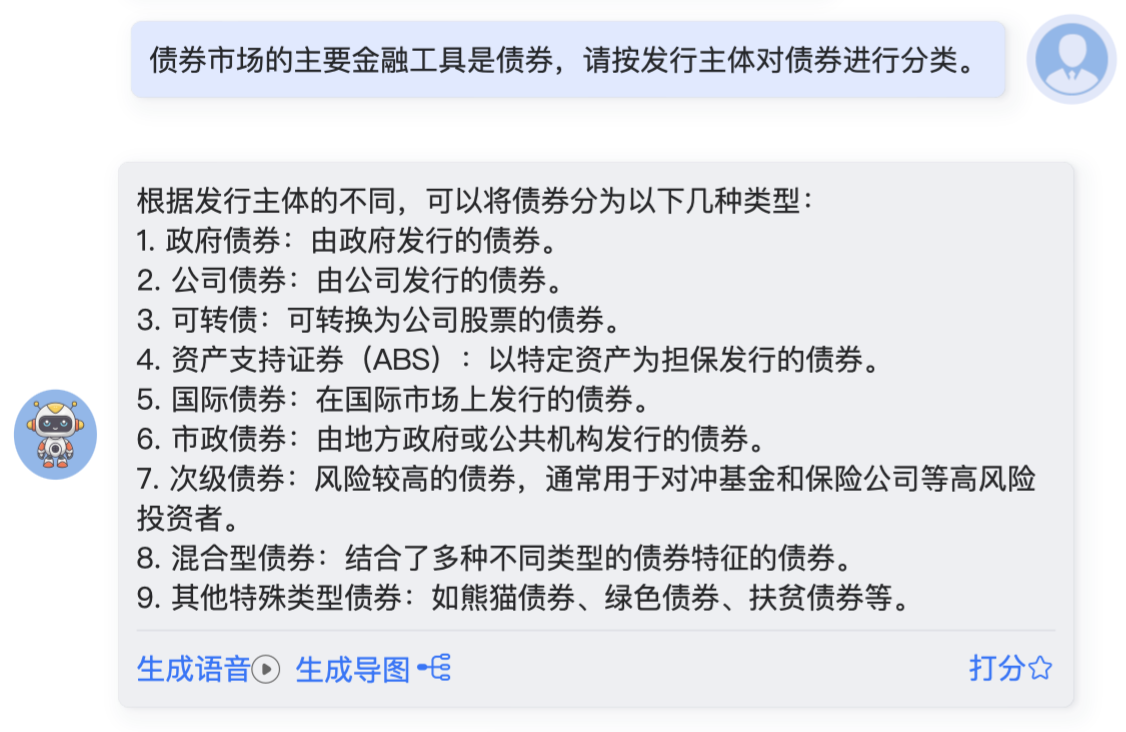 债券市场的主要金融工具是债券，请按发行主体对债券进行分类。
根据发行主体的不同，可以将债券分为以下几种类型：
1. 政府债券：由政府发行的债券。
2. 公司债券：由公司发行的债券。
3. 可转债：可转换为公司股票的债券。
4. 资产支持证券（ABS）：以特定资产为担保发行的债券。
5. 国际债券：在国际市场上发行的债券。
6. 市政债券：由地方政府或公共机构发行的债券。
7. 次级债券：风险较高的债券，通常用于对冲基金和保险公司等高风险
投资者。
8. 混合型债券：结合了多种不同类型的债券特征的债券。
9. 其他特殊类型债券：如熊猫债券、绿色债券、扶贫债券等。
生成语音 生成导图 打分